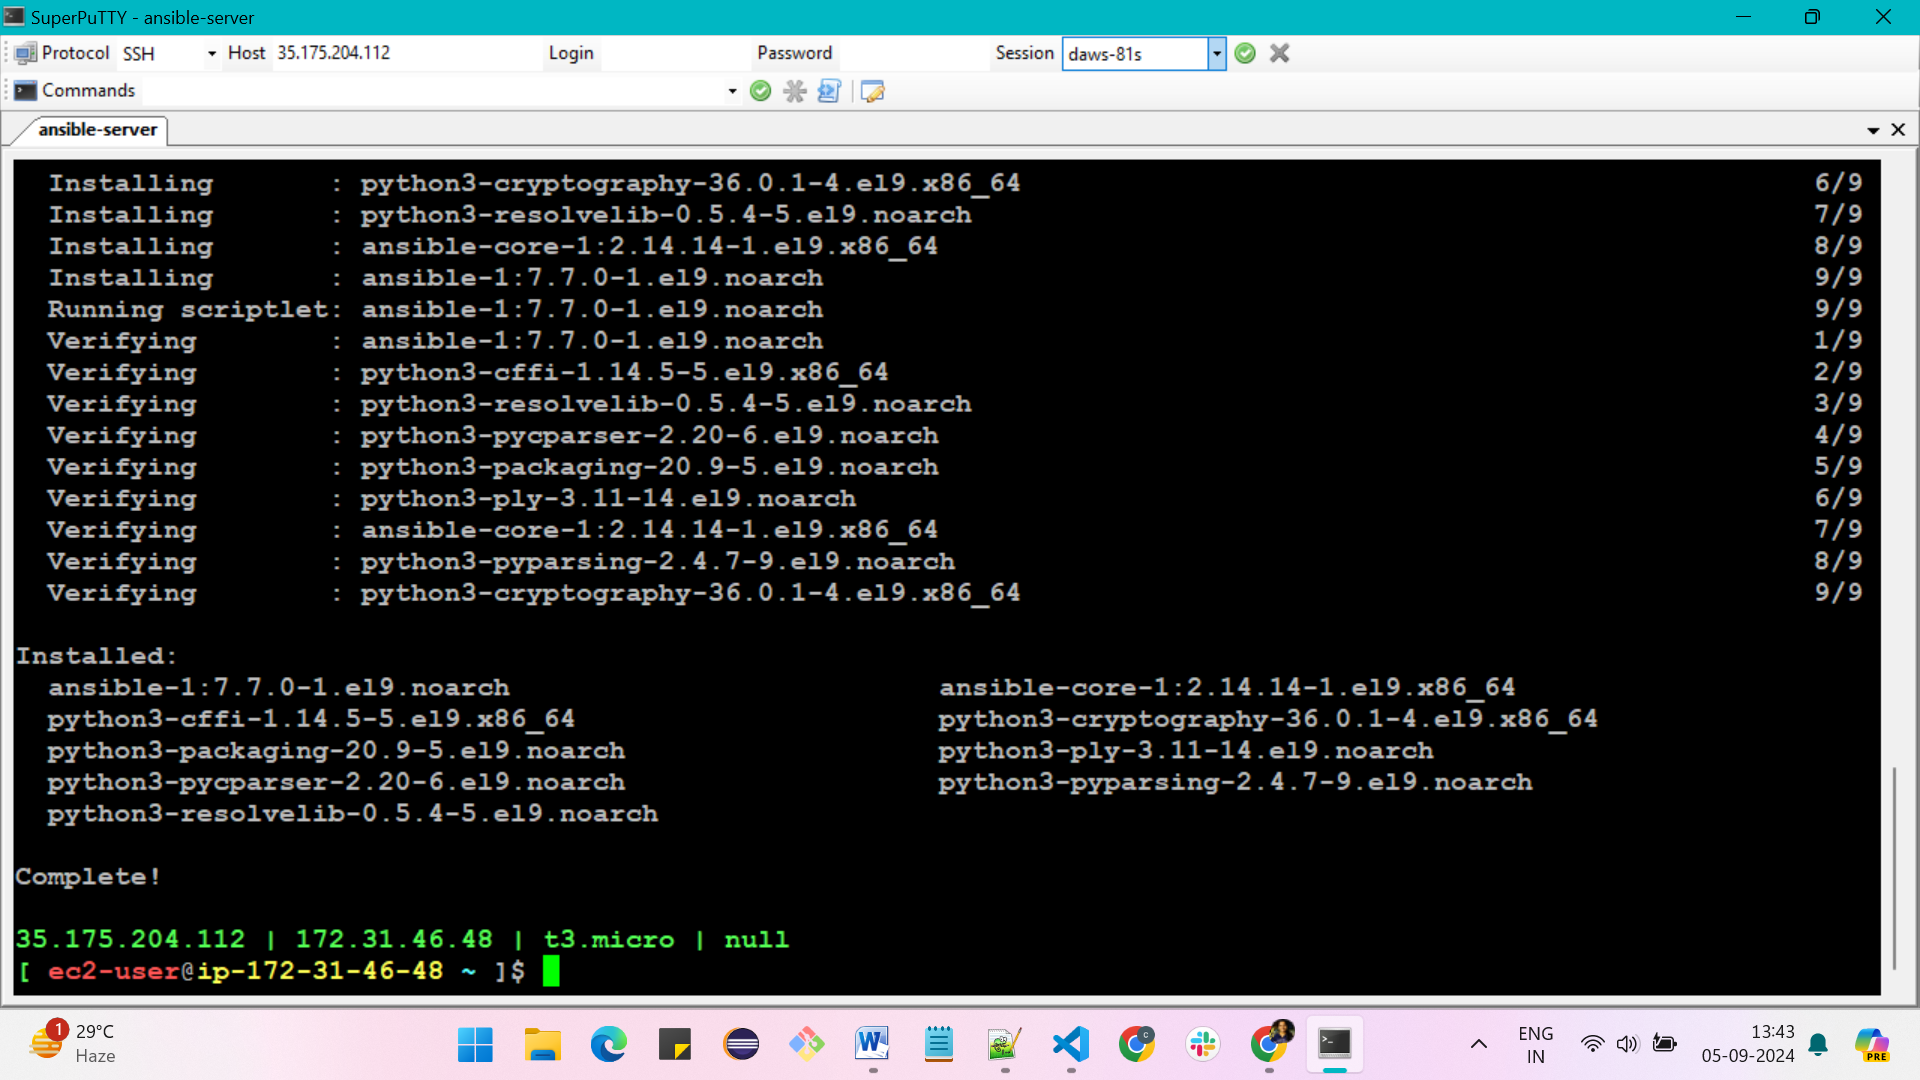 SuperPuTTY - ansible-server
Protocol SSH Host 35.175.204.112 Login Password Session daws-81s
Commands
ansible-server
Installing : python3-cryptography-36.0.1-4.el9.x86_64 6/9
Installing : python3-resolvelib-0.5.4-5.el9.noarch 7/9
Installing : ansible-core-1:2.14.14-1.el9.x86_64 8/9
Installing : ansible-1:7.7.0-1.el9.noarch 9/9
Running scriptlet: ansible-1:7.7.0-1.el9.noarch 9/9
Verifying : ansible-1:7.7.0-1.el9.noarch 1/9
Verifying : python3-cffi-1.14.5-5.el9.x86_64 2/9
Verifying : python3-resolvelib-0.5.4-5.el9.noarch 3/9
Verifying : python3-pycparser-2.20-6.el9.noarch 4/9
Verifying : python3-packaging-20.9-5.el9.noarch 5/9
Verifying : python3-ply-3.11-14.el9.noarch 6/9
Verifying : ansible-core-1:2.14.14-1.el9.x86_64 7/9
Verifying : python3-pyparsing-2.4.7-9.el9.noarch 8/9
Verifying : python3-cryptography-36.0.1-4.el9.x86_64 9/9
Installed:
ansible-1:7.7.0-1.el9.noarch ansible-core-1:2.14.14-1.el9.x86_64
python3-cffi-1.14.5-5.el9.x86_64 python3-cryptography-36.0.1-4.el9.x86_64
python3-packaging-20.9-5.el9.noarch python3-ply-3.11-14.el9.noarch
python3-pycparser-2.20-6.el9.noarch python3-pyparsing-2.4.7-9.el9.noarch
python3-resolvelib-0.5.4-5.el9.noarch
Complete!
35.175.204.112 | 172.31.46.48 | t3.micro | null
[ ec2-user@ip-172-31-46-48 ~ ]$
1 29°C
Haze
ENG
IN
13:43
05-09-2024
PRE